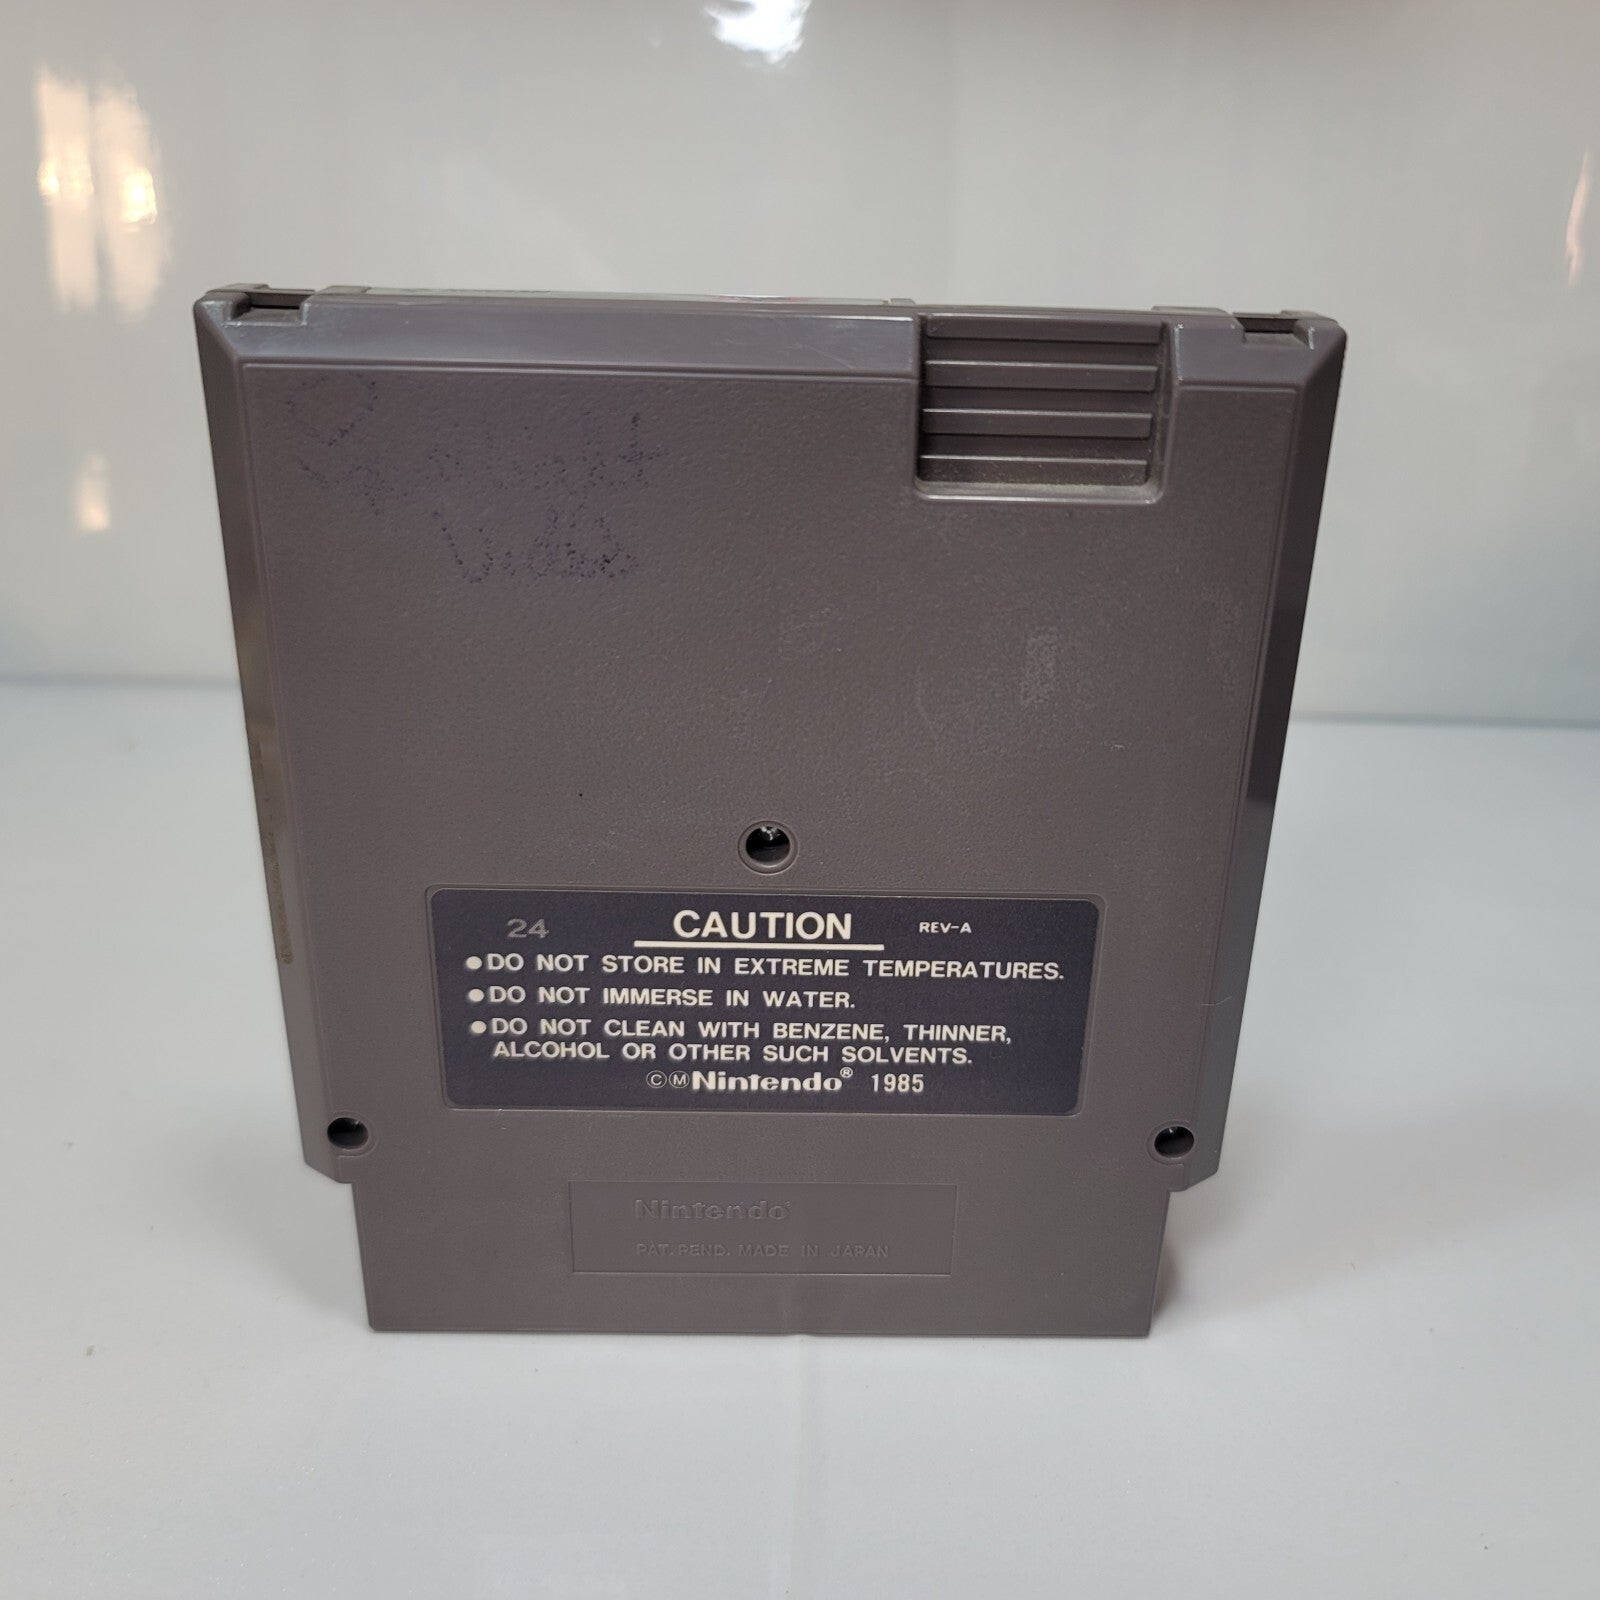 24 CAUTION REV-A
●DO NOT STORE IN EXTREME TEMPERATURES.
●DO NOT IMMERSE IN WATER.
●DO NOT CLEAN WITH BENZENE, THINNER,
ALCOHOL OR OTHER SUCH SOLVENTS.
©ⓂNintendo® 1985
Nintendo
PAT. PEND. MADE IN JAPAN